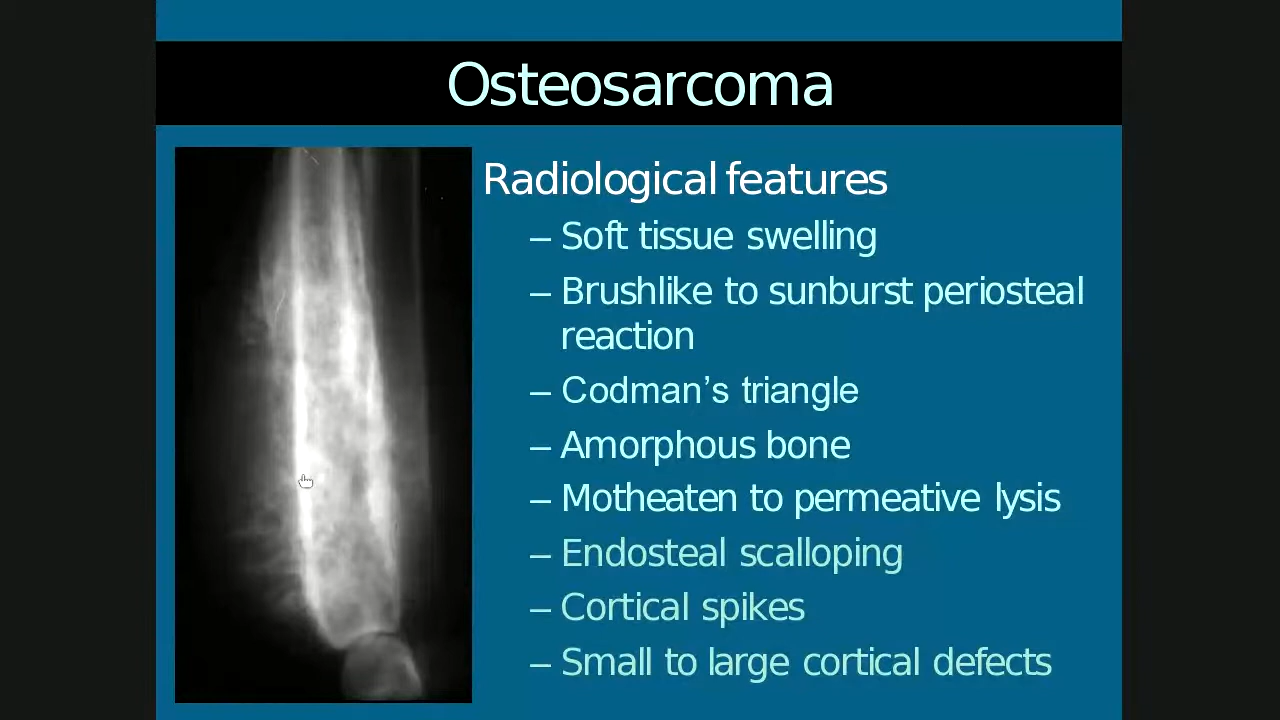 Osteosarcoma
Radiological features
– Soft tissue swelling
– Brushlike to sunburst periosteal
reaction
– Codman’s triangle
– Amorphous bone
– Motheaten to permeative lysis
– Endosteal scalloping
– Cortical spikes
– Small to large cortical defects